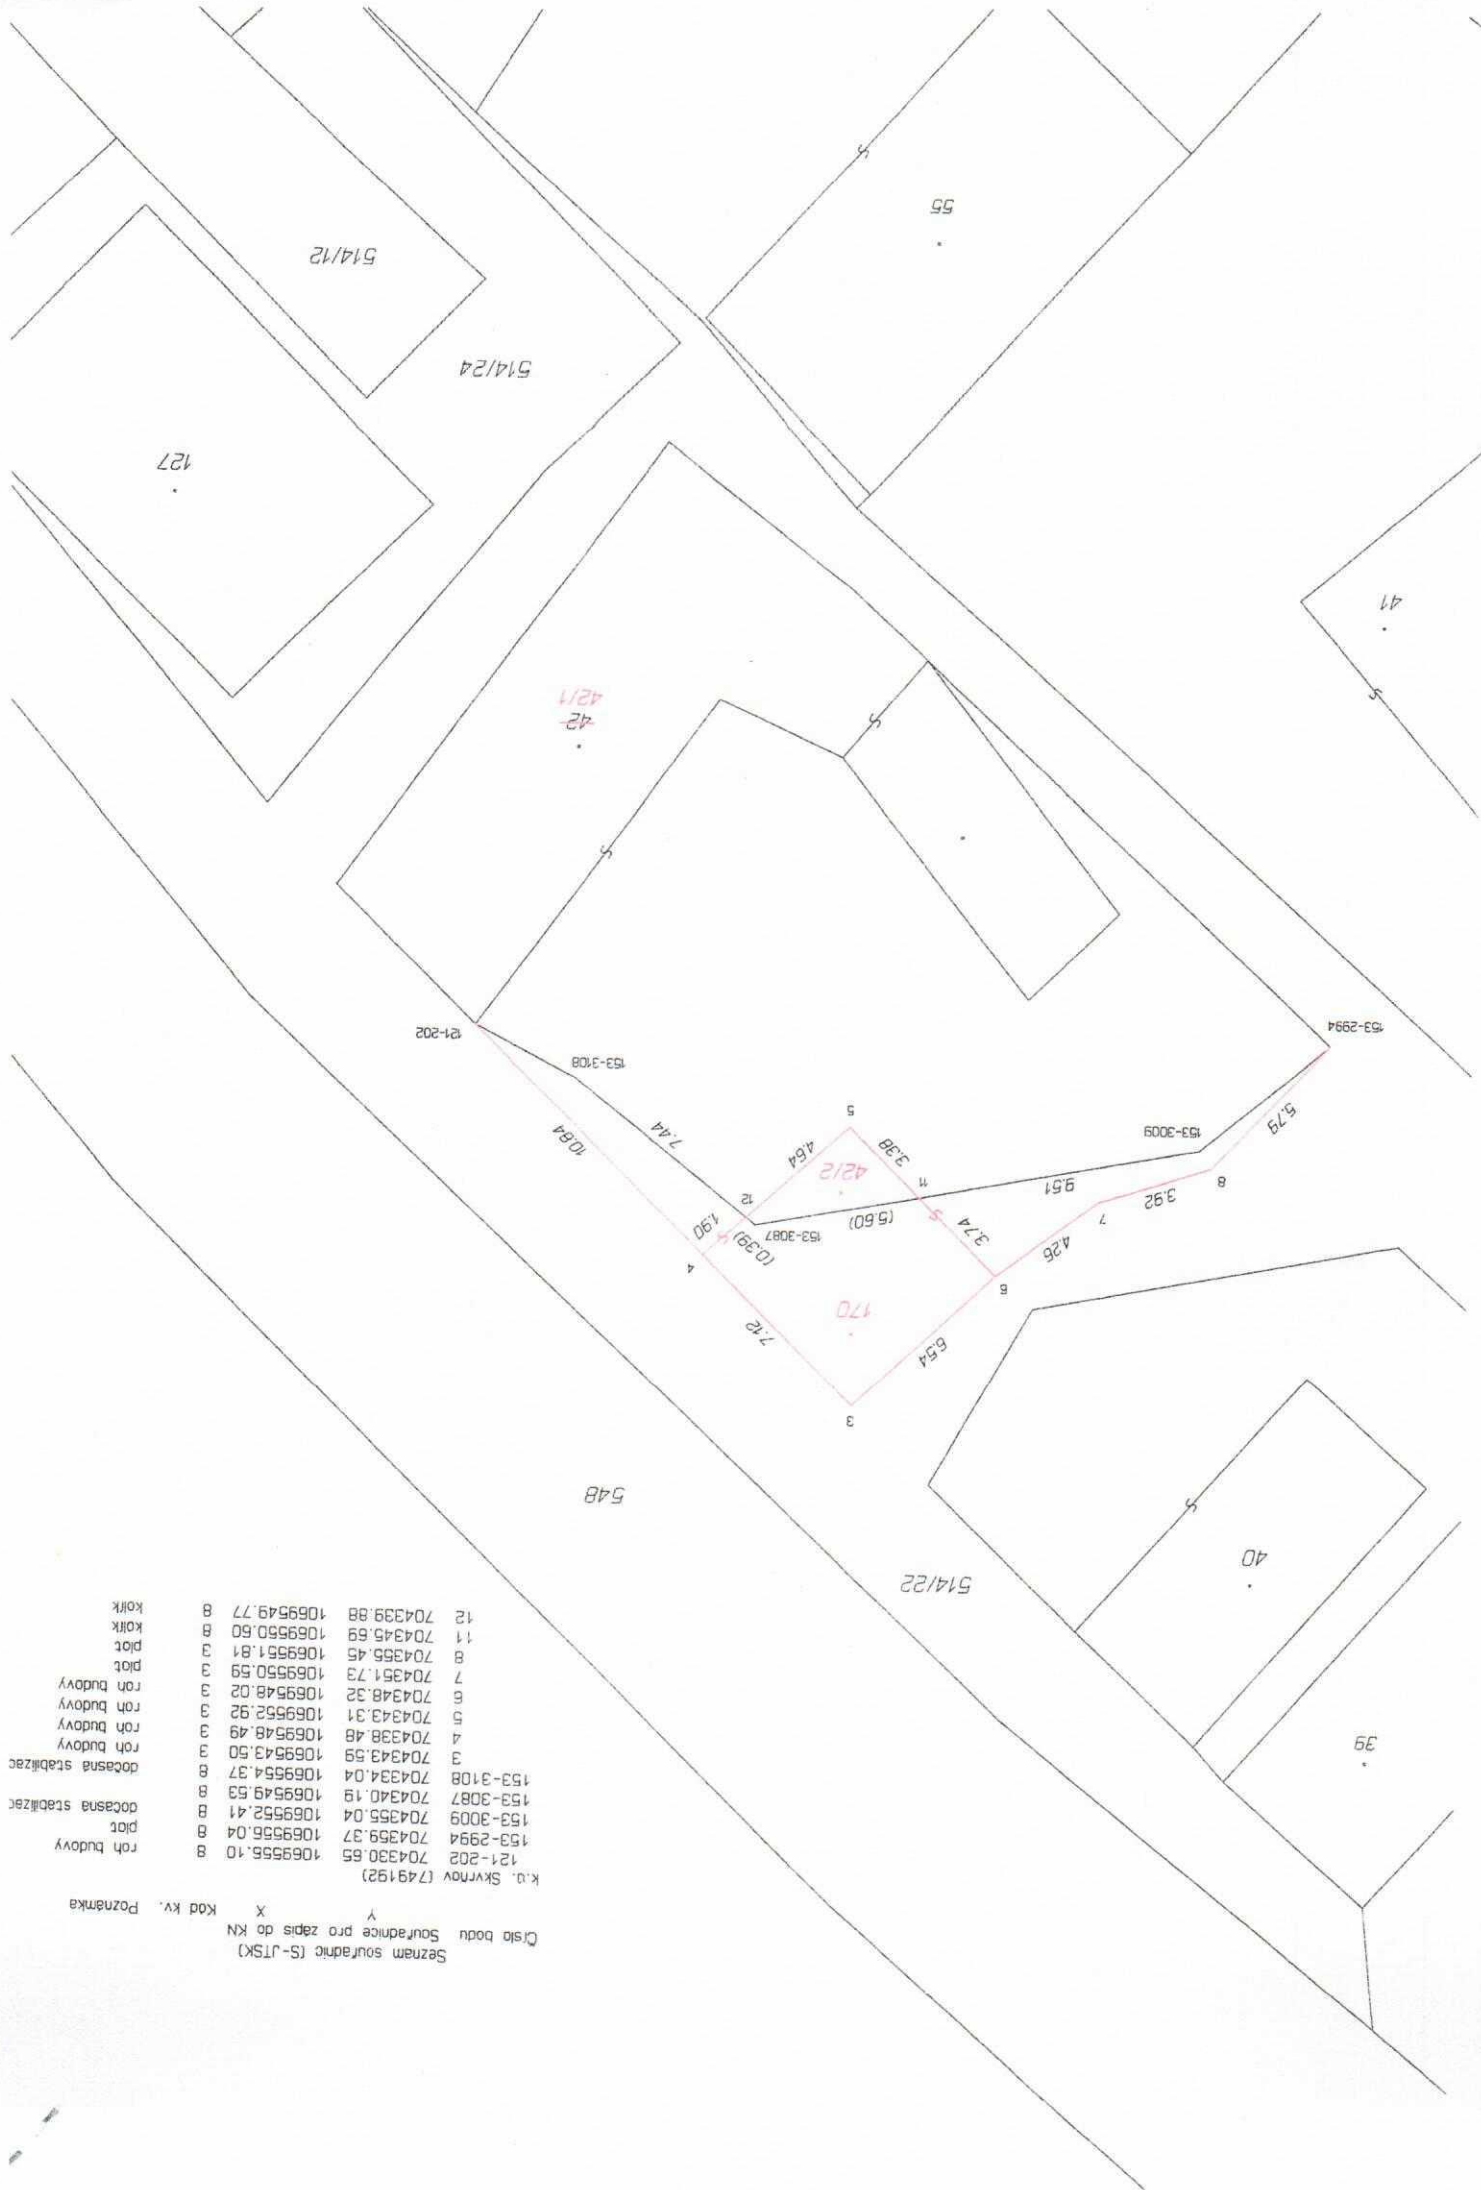 Seznam souřadnic (S-JTSK)
Číslo bodu Souřadnice pro zápis do KN
Y X Kód kv. Poznámka
k.ú. Skvrňov (749192)
121-202 704330.65 1069556.10 8 roh budovy
153-2994 704359.37 1069556.04 8 plot
153-3009 704355.04 1069552.41 8 dočasná stabilizac
153-3087 704340.19 1069549.53 8
153-3108 704334.04 1069554.37 8 dočasná stabilizac
3 704343.59 1069543.50 3 roh budovy
4 704338.48 1069548.49 3 roh budovy
5 704343.31 1069552.92 3 roh budovy
6 704348.32 1069548.02 3 roh budovy
7 704351.73 1069550.59 3 plot
8 704355.45 1069551.81 3 plot
11 704345.69 1069550.60 8 kolík
12 704339.88 1069549.77 8 kolík
39
40
514/22
548
3
6.54
7.12
170
6
4
4.26
3.74
(0.39)
1.90
153-3087
(5.60)
7
3.92
8
9.51
11
12
42/2
3.38
4.64
5
7.44
10.84
153-3009
5.79
153-2994
153-3108
121-202
42
42/1
41
127
514/24
514/12
55
s
s
s
s
s
s
s